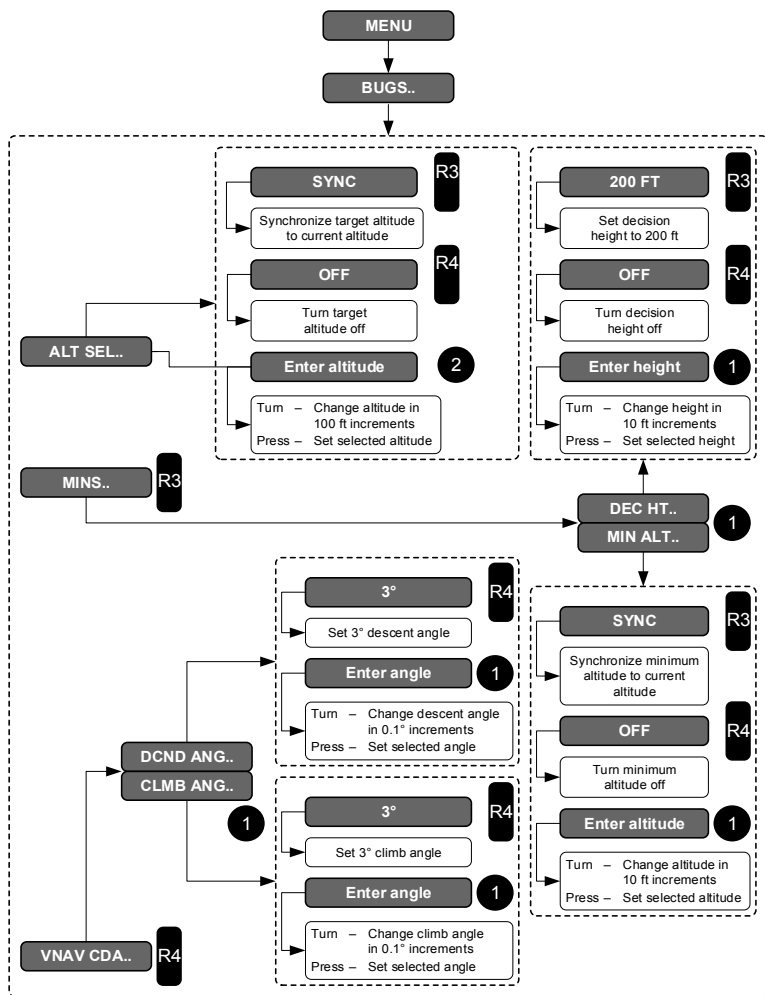 MENU
BUGS..
SYNC
R3
Synchronize target altitude
to current altitude
OFF
R4
Turn target
altitude off
ALT SEL..
Enter altitude
2
Turn – Change altitude in
100 ft increments
Press – Set selected altitude
200 FT
R3
Set decision
height to 200 ft
OFF
R4
Turn decision
height off
Enter height
1
Turn – Change height in
10 ft increments
Press – Set selected height
MINS..
R3
DEC HT..
MIN ALT..
1
3°
R4
Set 3° descent angle
Enter angle
1
Turn – Change descent angle
in 0.1° increments
Press – Set selected angle
DCND ANG..
CLMB ANG..
1
3°
R4
Set 3° climb angle
Enter angle
1
Turn – Change climb angle
in 0.1° increments
Press – Set selected angle
SYNC
R3
Synchronize minimum
altitude to current
altitude
OFF
R4
Turn minimum
altitude off
Enter altitude
1
Turn – Change altitude in
10 ft increments
Press – Set selected altitude
VNAV CDA..
R4